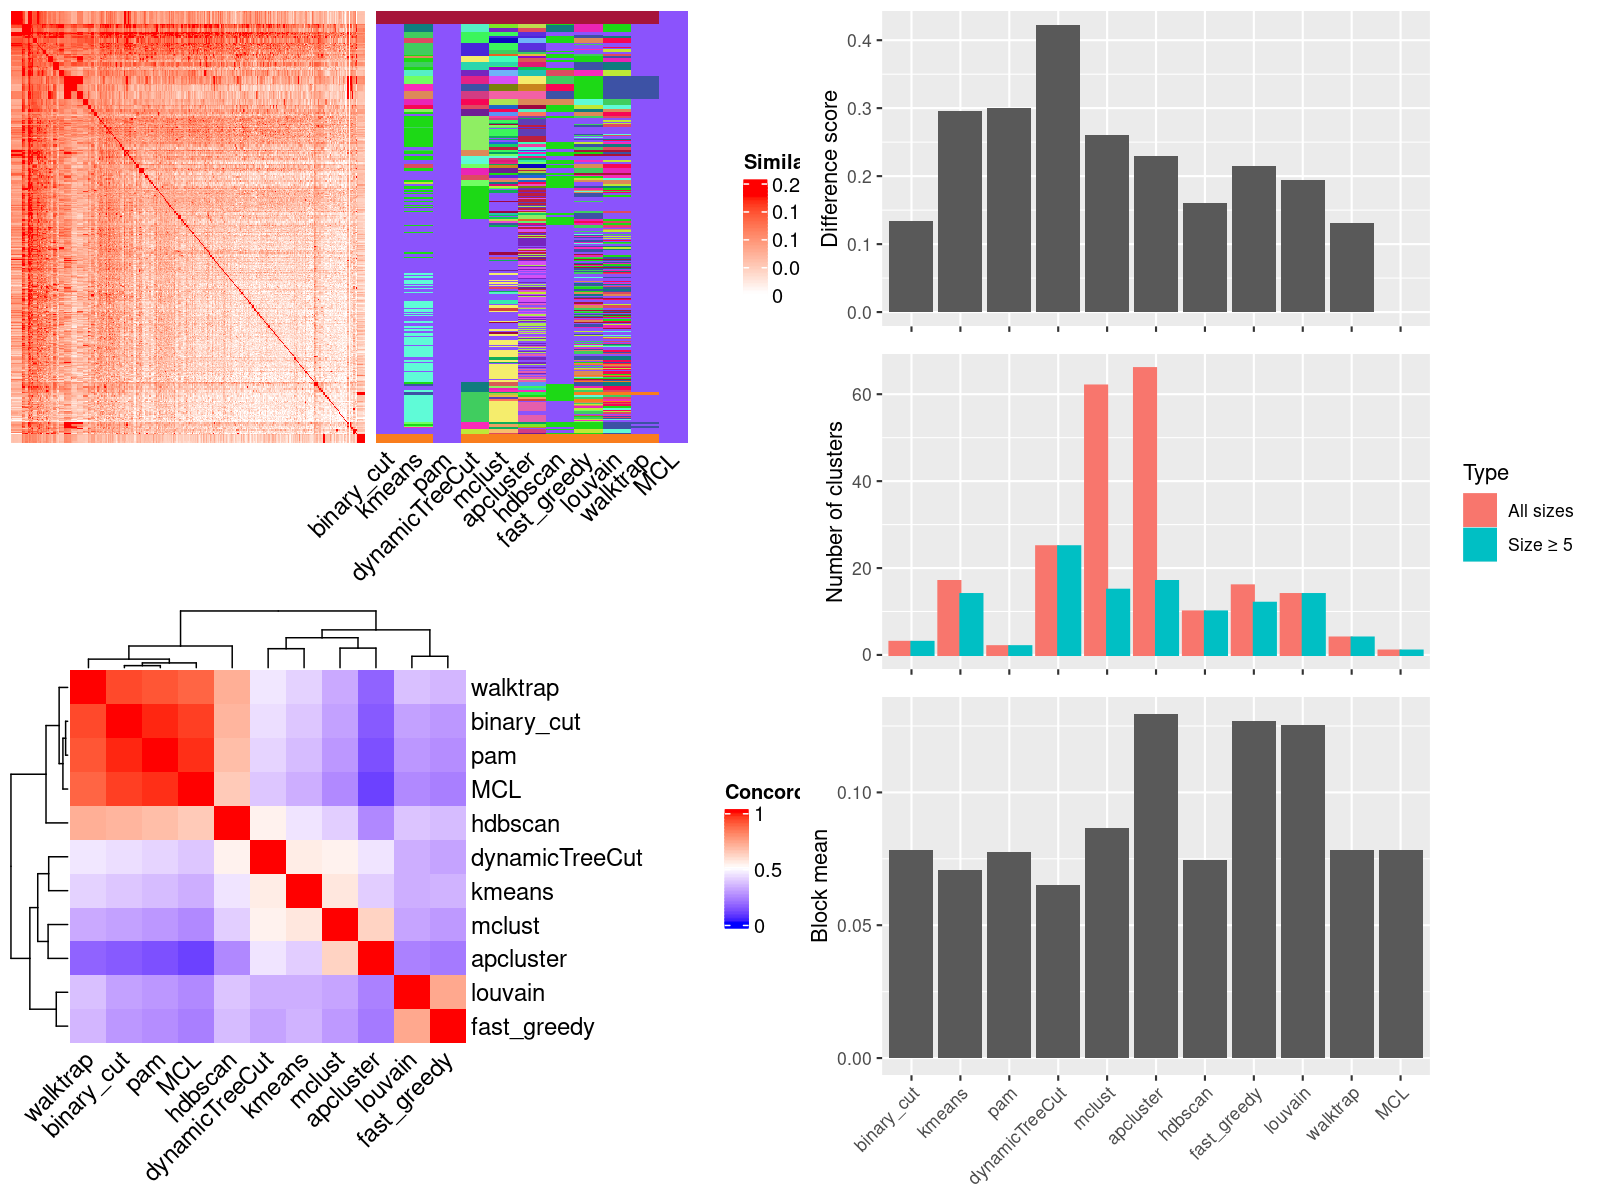 Simila
0.2
0.1
0.1
0.0
0
binary_cut
kmeans
pam
dynamicTreeCut
mclust
apcluster
hdbscan
fast_greedy
louvain
walktrap
MCL
walktrap
binary_cut
pam
MCL
hdbscan
dynamicTreeCut
kmeans
mclust
apcluster
louvain
fast_greedy
walktrap
binary_cut
pam
MCL
hdbscan
dynamicTreeCut
kmeans
mclust
apcluster
louvain
fast_greedy
Concord
1
0.5
0
Difference score
0.4
0.3
0.2
0.1
0.0
Number of clusters
60
40
20
0
Type
All sizes
Size ≥ 5
Block mean
0.10
0.05
0.00
binary_cut
kmeans
pam
dynamicTreeCut
mclust
apcluster
hdbscan
fast_greedy
louvain
walktrap
MCL